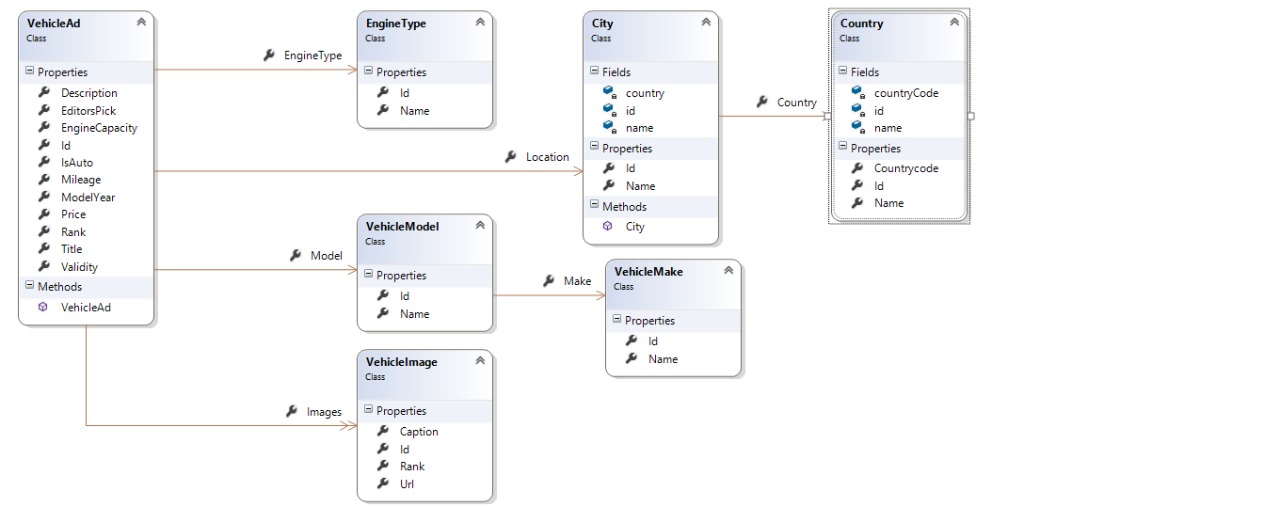 VehicleAd
Class
Properties
Description
EditorsPick
EngineCapacity
Id
IsAuto
Mileage
ModelYear
Price
Rank
Title
Validity
Methods
VehicleAd
EngineType
EngineType
Class
Properties
Id
Name
Location
City
Class
Fields
country
id
name
Properties
Id
Name
Methods
City
Country
Country
Class
Fields
countryCode
id
name
Properties
Countrycode
Id
Name
Model
VehicleModel
Class
Properties
Id
Name
Make
VehicleMake
Class
Properties
Id
Name
Images
VehicleImage
Class
Properties
Caption
Id
Rank
Url